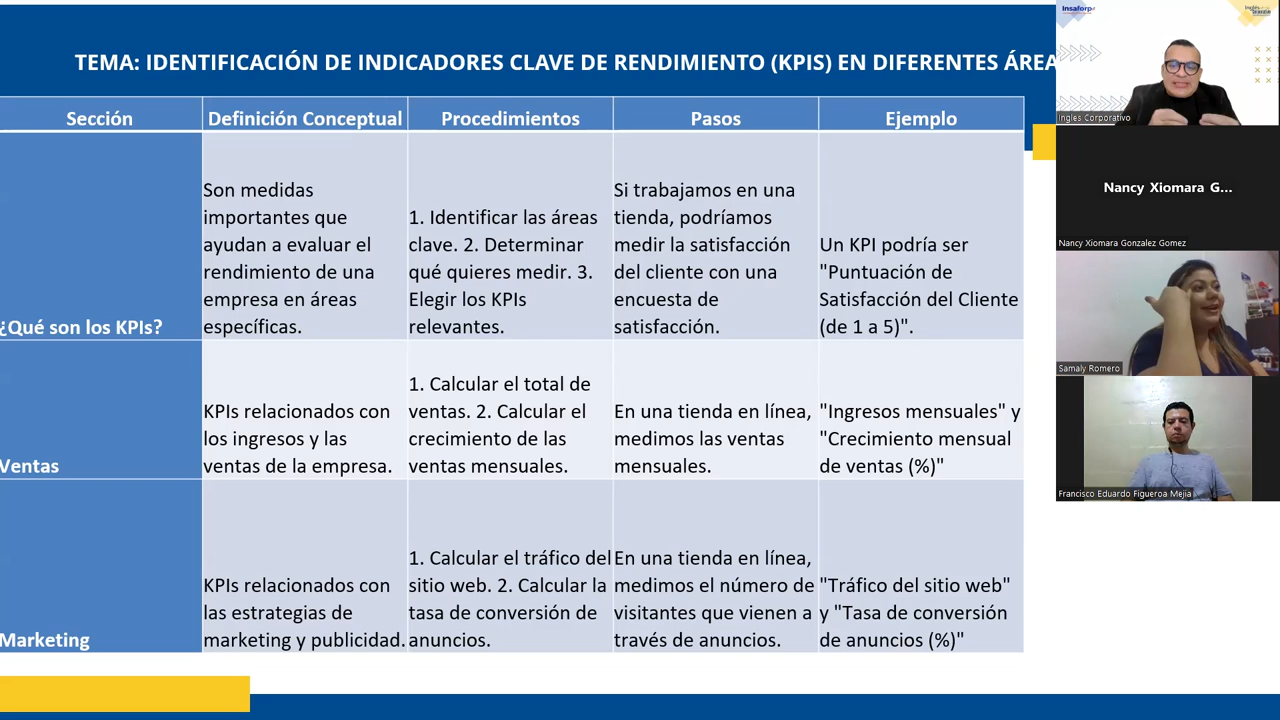 TEMA: IDENTIFICACIÓN DE INDICADORES CLAVE DE RENDIMIENTO (KPIS) EN DIFERENTES ÁREA
Sección
Definición Conceptual
Procedimientos
Pasos
Ejemplo
¿Qué son los KPIs?
Son medidas
importantes que
ayudan a evaluar el
rendimiento de una
empresa en áreas
específicas.
1. Identificar las áreas
clave. 2. Determinar
qué quieres medir. 3.
Elegir los KPIs
relevantes.
Si trabajamos en una
tienda, podríamos
medir la satisfacción
del cliente con una
encuesta de
satisfacción.
Un KPI podría ser
"Puntuación de
Satisfacción del Cliente
(de 1 a 5)".
Ventas
KPIs relacionados con
los ingresos y las
ventas de la empresa.
1. Calcular el total de
ventas. 2. Calcular el
crecimiento de las
ventas mensuales.
En una tienda en línea,
medimos las ventas
mensuales.
"Ingresos mensuales" y
"Crecimiento mensual
de ventas (%)"
Marketing
KPIs relacionados con
las estrategias de
marketing y publicidad.
1. Calcular el tráfico del
sitio web. 2. Calcular la
tasa de conversión de
anuncios.
En una tienda en línea,
medimos el número de
visitantes que vienen a
través de anuncios.
"Tráfico del sitio web"
y "Tasa de conversión
de anuncios (%)"
Insaforp
Ingles Corporativo
Nancy Xiomara G...
Nancy Xiomara Gonzalez Gomez
Samaly Romero
Francisco Eduardo Figueroa Mejia